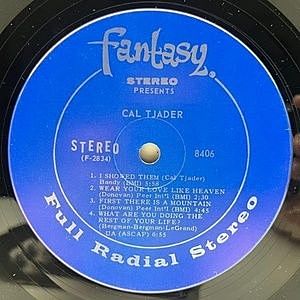 fantasy.
STEREO
PRESENTS
CAL TJADER
STEREO
(F-2834)
8406
1. I SHOWED THEM (Cal Tjader)
Bandy (BMI) 3:58
2. WEAR YOUR LOVE LIKE HEAVEN
(Donovan) Peer Int'l (BMI) 2:30
3. FIRST THERE IS A MOUNTAIN
(Donovan) Peer Int'l (BMI) 4:45
4. WHAT ARE YOU DOING THE
REST OF YOUR LIFE?
(Bergman-Bergman-LeGrand)
UA (ASCAP) 6:55
Full Radial Stereo